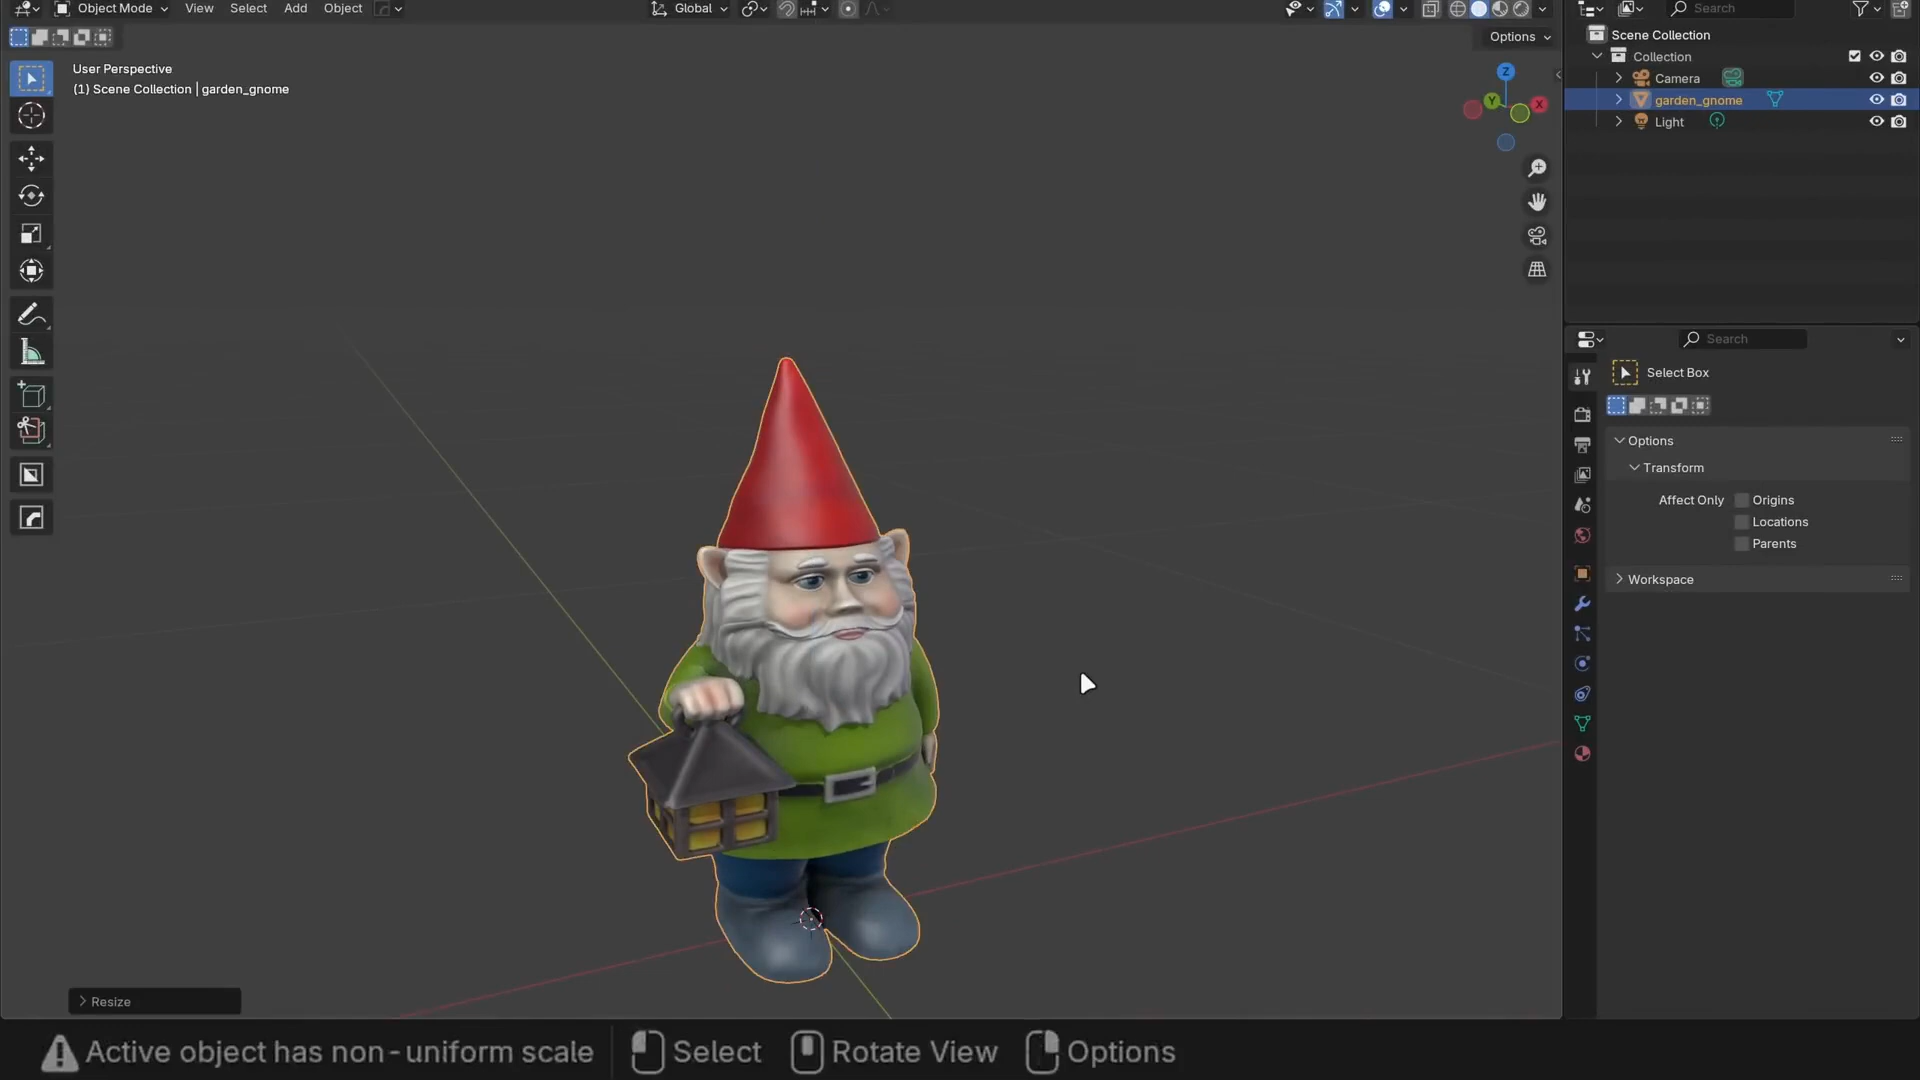 Object Mode View Select Add Object Global
Options
User Perspective
(1) Scene Collection | garden_gnome
Z
Y
X
Resize
Search
Scene Collection
Collection
Camera
garden_gnome
Light
Search
Select Box
Options
Transform
Affect Only Origins
Locations
Parents
Workspace
Active object has non-uniform scale Select Rotate View Options